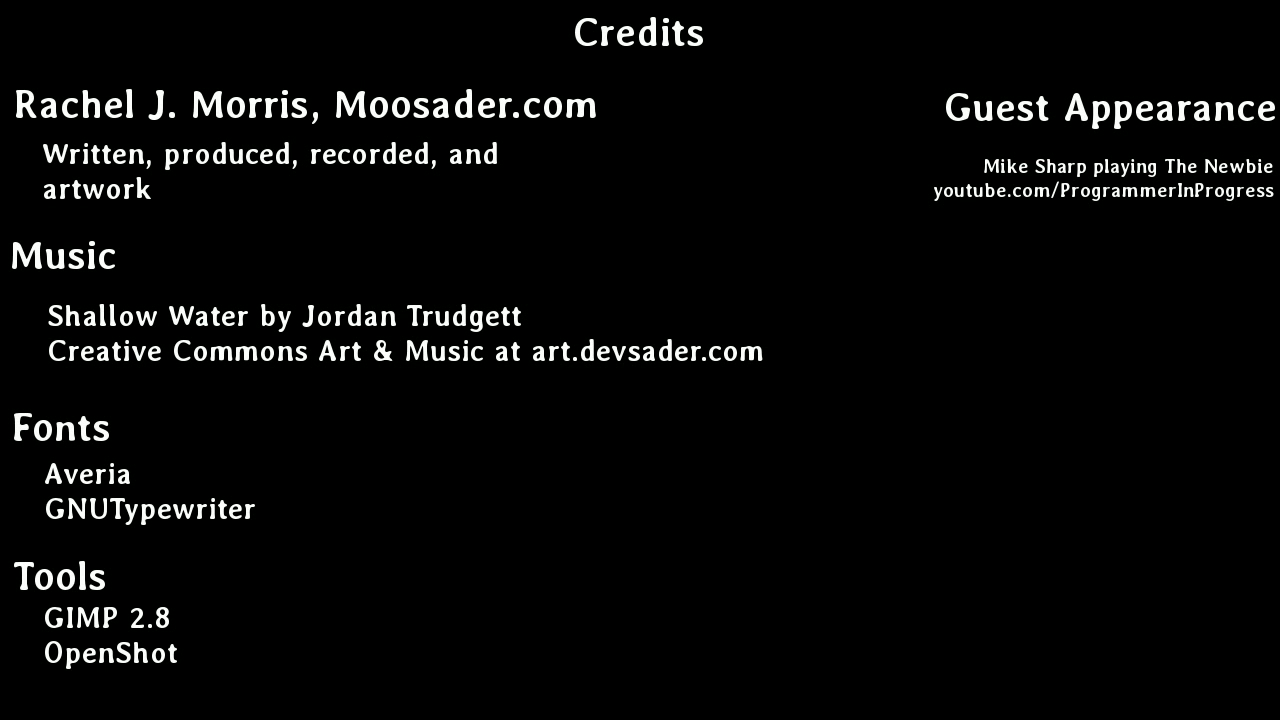 Credits
Rachel J. Morris, Moosader.com
Written, produced, recorded, and
artwork
Guest Appearance
Mike Sharp playing The Newbie
youtube.com/ProgrammerInProgress
Music
Shallow Water by Jordan Trudgett
Creative Commons Art & Music at art.devsader.com
Fonts
Averia
GNUTypewriter
Tools
GIMP 2.8
OpenShot